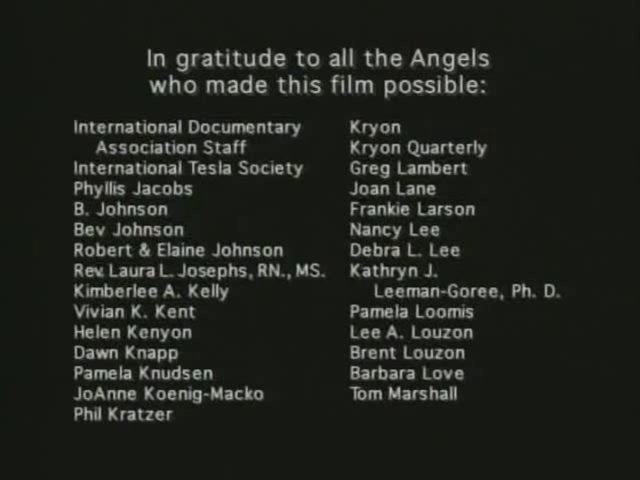 In gratitude to all the Angels
who made this film possible:
International Documentary
Association Staff
International Tesla Society
Phyllis Jacobs
B. Johnson
Bev Johnson
Robert & Elaine Johnson
Rev. Laura L. Josephs, RN., MS.
Kimberlee A. Kelly
Vivian K. Kent
Helen Kenyon
Dawn Knapp
Pamela Knudsen
JoAnne Koenig-Macko
Phil Kratzer
Kryon
Kryon Quarterly
Greg Lambert
Joan Lane
Frankie Larson
Nancy Lee
Debra L. Lee
Kathryn J.
Leeman-Goree, Ph. D.
Pamela Loomis
Lee A. Louzon
Brent Louzon
Barbara Love
Tom Marshall